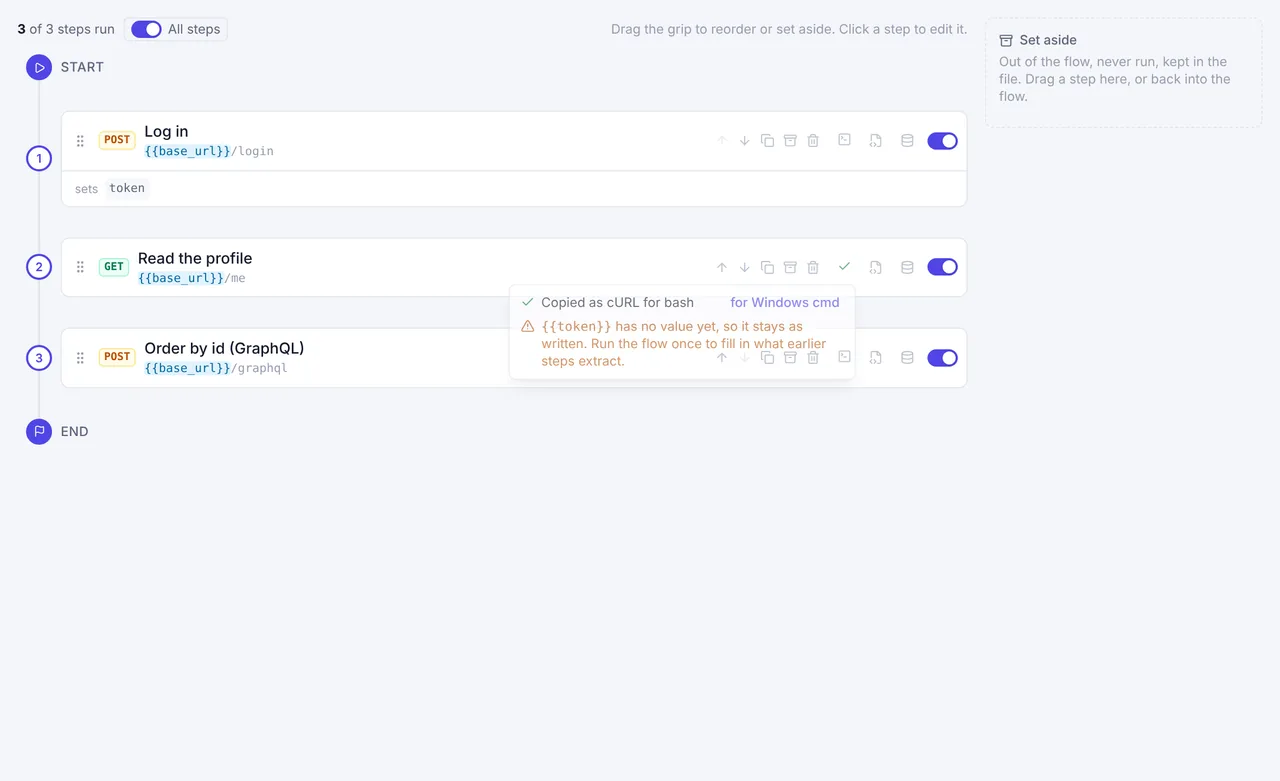 3 of 3 steps run
All steps
Drag the grip to reorder or set aside. Click a step to edit it.
Set aside
Out of the flow, never run, kept in the
file. Drag a step here, or back into the
flow.
START
1
POST
Log in
{{base_url}}/login
sets token
2
GET
Read the profile
{{base_url}}/me
Copied as cURL for bash
for Windows cmd
{{token}} has no value yet, so it stays as
written. Run the flow once to fill in what earlier
steps extract.
3
POST
Order by id (GraphQL)
{{base_url}}/graphql
END